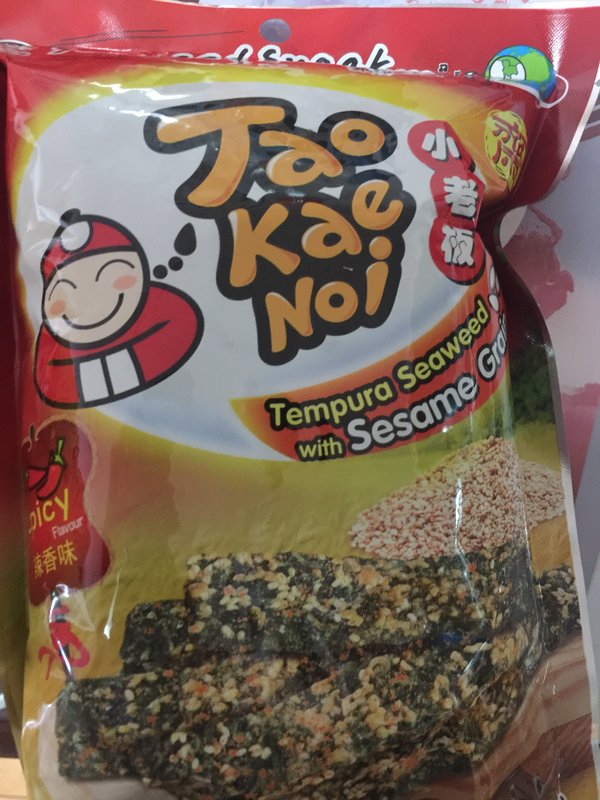 Tao
Kae
Noi
小老板
Tempura Seaweed
with Sesame
Flavour
辣香味